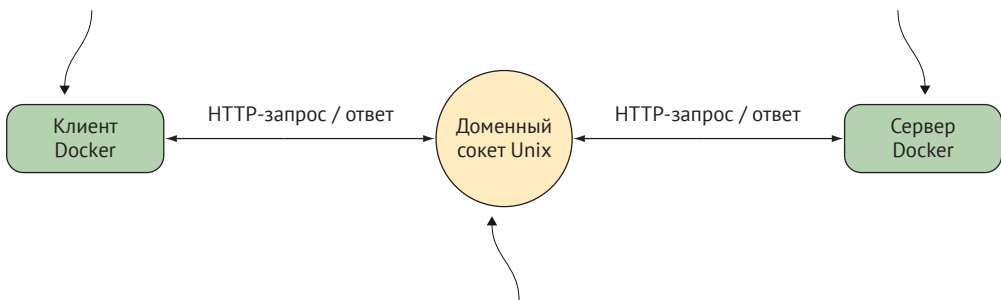 HTTP-запрос / ответ
HTTP-запрос / ответ
Клиент
Docker
Доменный
сокет Unix
Сервер
Docker